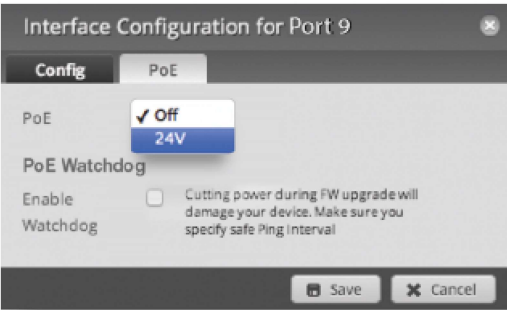 Interface Configuration for Port 9
Config PoE
PoE
✓ Off
24V
PoE Watchdog
Enable Watchdog
Cutting power during FW upgrade will
damage your device. Make sure you
specify safe Ping Interval
Save Cancel